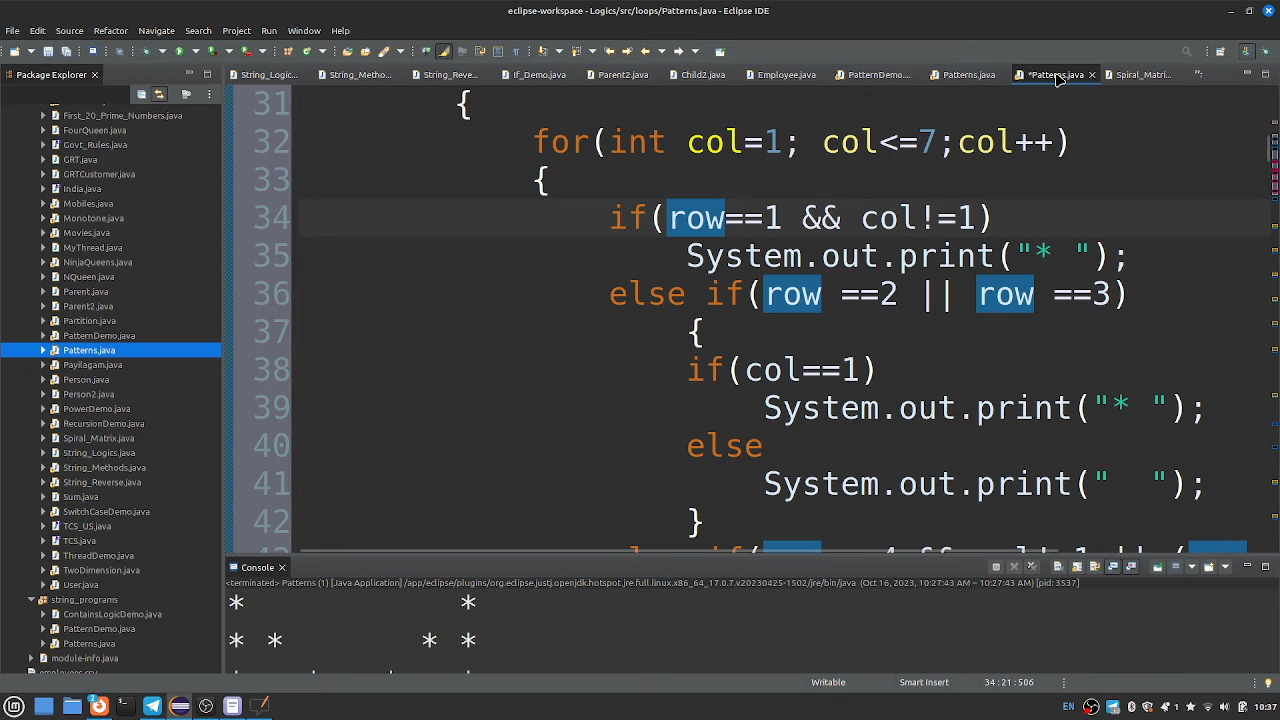 eclipse-workspace - Logics/src/loops/Patterns.java - Eclipse IDE
File Edit Source Refactor Navigate Search Project Run Window Help
Package Explorer
String_Logic...
String_Metho...
String_Reve...
If_Demo.java
Parent2.java
Child2.java
Employee.java
PatternDemo...
Patterns.java
*Patterns.java
Spiral_Matri...
First_20_Prime_Numbers.java
FourQueen.java
Govt_Rules.java
GRT.java
GRTCustomer.java
India.java
Mobiles.java
Monotone.java
Movies.java
MyThread.java
NinjaQueens.java
NQueen.java
Parent.java
Parent2.java
Partition.java
PatternDemo.java
Patterns.java
Payilagam.java
Person.java
Person2.java
PowerDemo.java
RecursionDemo.java
Spiral_Matrix.java
String_Logics.java
String_Methods.java
String_Reverse.java
Sum.java
SwitchCaseDemo.java
TCS_US.java
TCS.java
ThreadDemo.java
TwoDimension.java
User.java
string_programs
ContainsLogicDemo.java
PatternDemo.java
Patterns.java
module-info.java
31 {
32 for(int col=1; col<=7;col++)
33 {
34 if(row==1 && col!=1)
35 System.out.print("* ");
36 else if(row ==2 || row ==3)
37 {
38 if(col==1)
39 System.out.print("* ");
40 else
41 System.out.print("  ");
42 }
Console
<terminated> Patterns (1) [Java Application] /app/eclipse/plugins/org.eclipse.justj.openjdk.hotspot.jre.full.linux.x86_64_17.0.7.v20230425-1502/jre/bin/java (Oct 16, 2023, 10:27:43 AM – 10:27:43 AM) [pid: 3537]
* *
* * * *
Writable
Smart Insert
34 : 21 : 506
2
EN
1
10:37